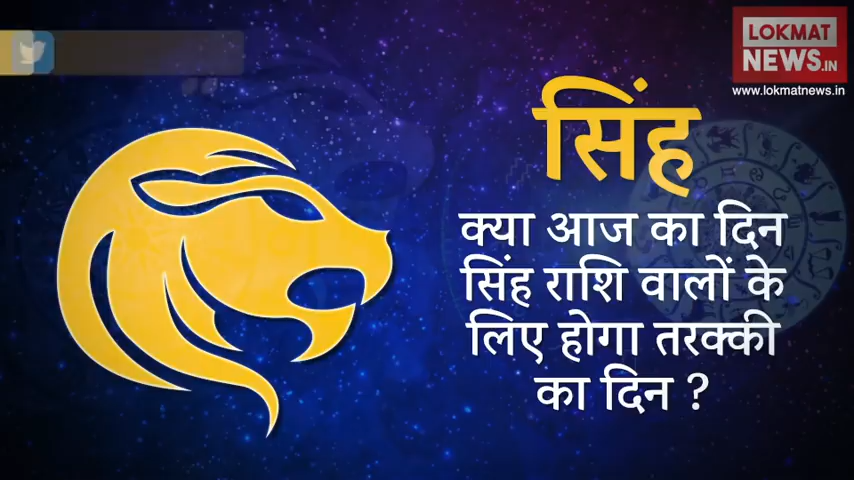 LOKMAT
NEWS.IN
www.lokmatnews.in
सिंह
क्या आज का दिन
सिंह राशि वालों के
लिए होगा तरक्की
का दिन ?